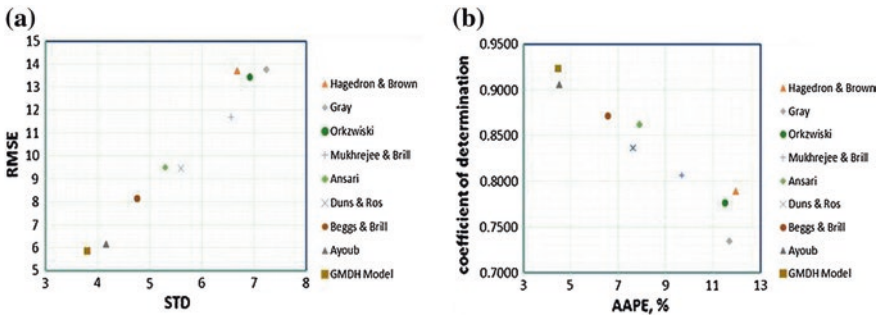 (a)
15
14
13
12
11
10
9
8
7
6
5
RMSE
3
4
5
6
7
8
STD
Hagedron & Brown
Gray
Orkzwiski
Mukhrejee & Brill
Ansari
Duns & Ros
Beggs & Brill
Ayoub
GMDH Model
(b)
0.9500
0.9000
0.8500
0.8000
0.7500
0.7000
coefficient of determination
3
5
7
9
11
13
AAPE, %
Hagedron & Brown
Gray
Orkzwiski
Mukhrejee & Brill
Ansari
Duns & Ros
Beggs & Brill
Ayoub
GMDH Model